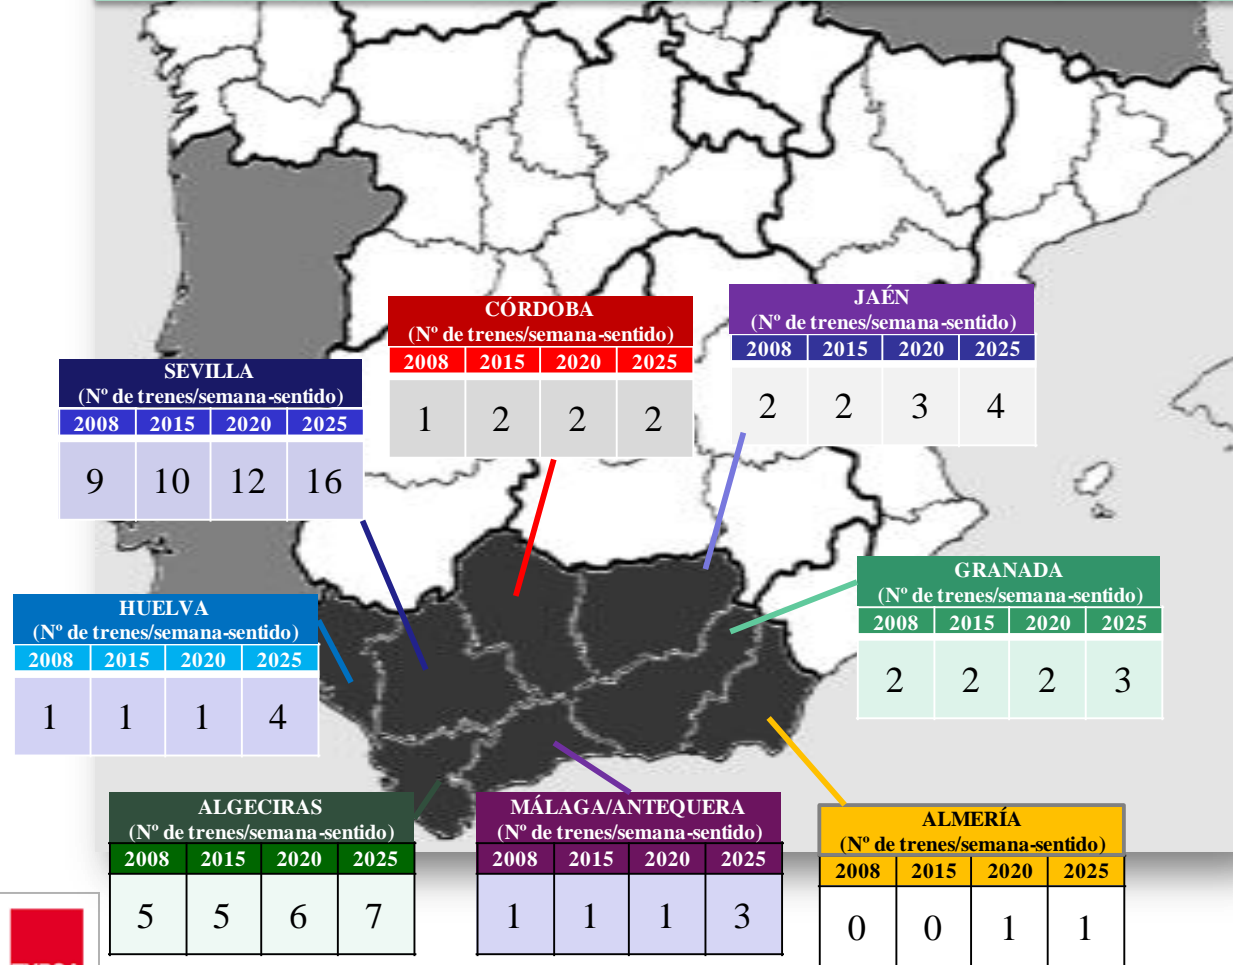 CÓRDOBA
(Nº de trenes/semana-sentido)
2008 2015 2020 2025
1 2 2 2
JAÉN
(Nº de trenes/semana-sentido)
2008 2015 2020 2025
2 2 3 4
SEVILLA
(Nº de trenes/semana-sentido)
2008 2015 2020 2025
9 10 12 16
GRANADA
(Nº de trenes/semana-sentido)
2008 2015 2020 2025
2 2 2 3
HUELVA
(Nº de trenes/semana-sentido)
2008 2015 2020 2025
1 1 1 4
ALGECIRAS
(Nº de trenes/semana-sentido)
2008 2015 2020 2025
5 5 6 7
MÁLAGA/ANTEQUERA
(Nº de trenes/semana-sentido)
2008 2015 2020 2025
1 1 1 3
ALMERÍA
(Nº de trenes/semana-sentido)
2008 2015 2020 2025
0 0 1 1